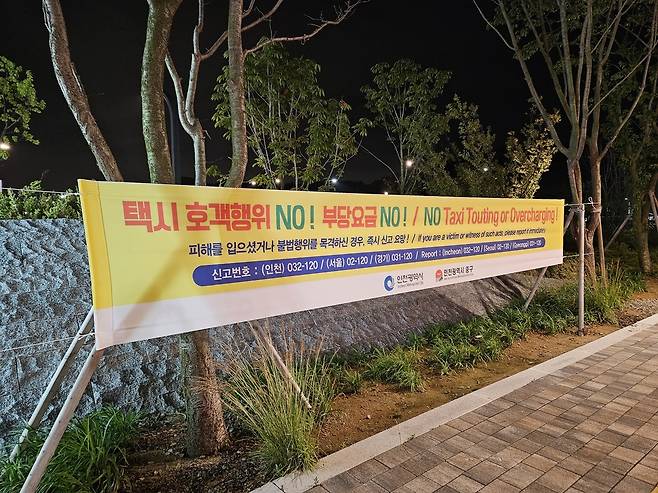 택시 호객행위 NO! 부당요금 NO! / NO Taxi Touting or Overcharging!
피해를 입으셨거나 불법행위를 목격하신 경우, 즉시 신고 요망! / If you are a victim or witness of such acts, please report it immediately
신고번호 : (인천) 032-120 / (서울) 02-120 / (경기) 031-120 / Report : (Incheon) 032-120 / (Seoul) 02-120 / (Gyeonggi) 031-120
인천광역시 인천광역시 중구